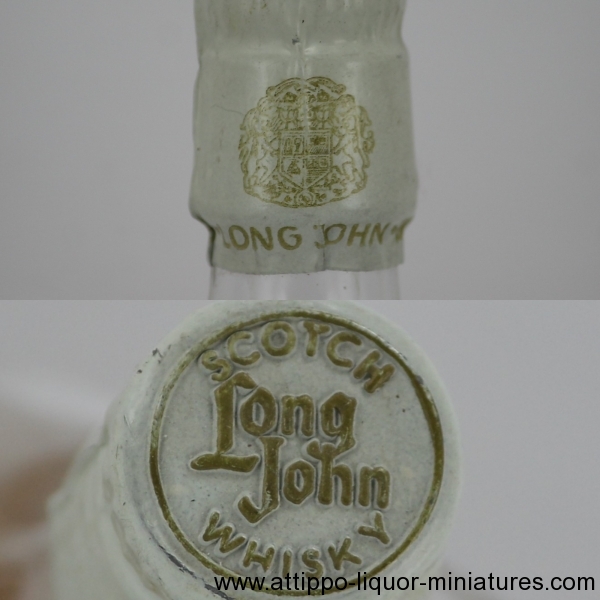 LONG JOHN
SCOTCH
Long
John
WHISKY
www.attippo-liquor-miniatures.com